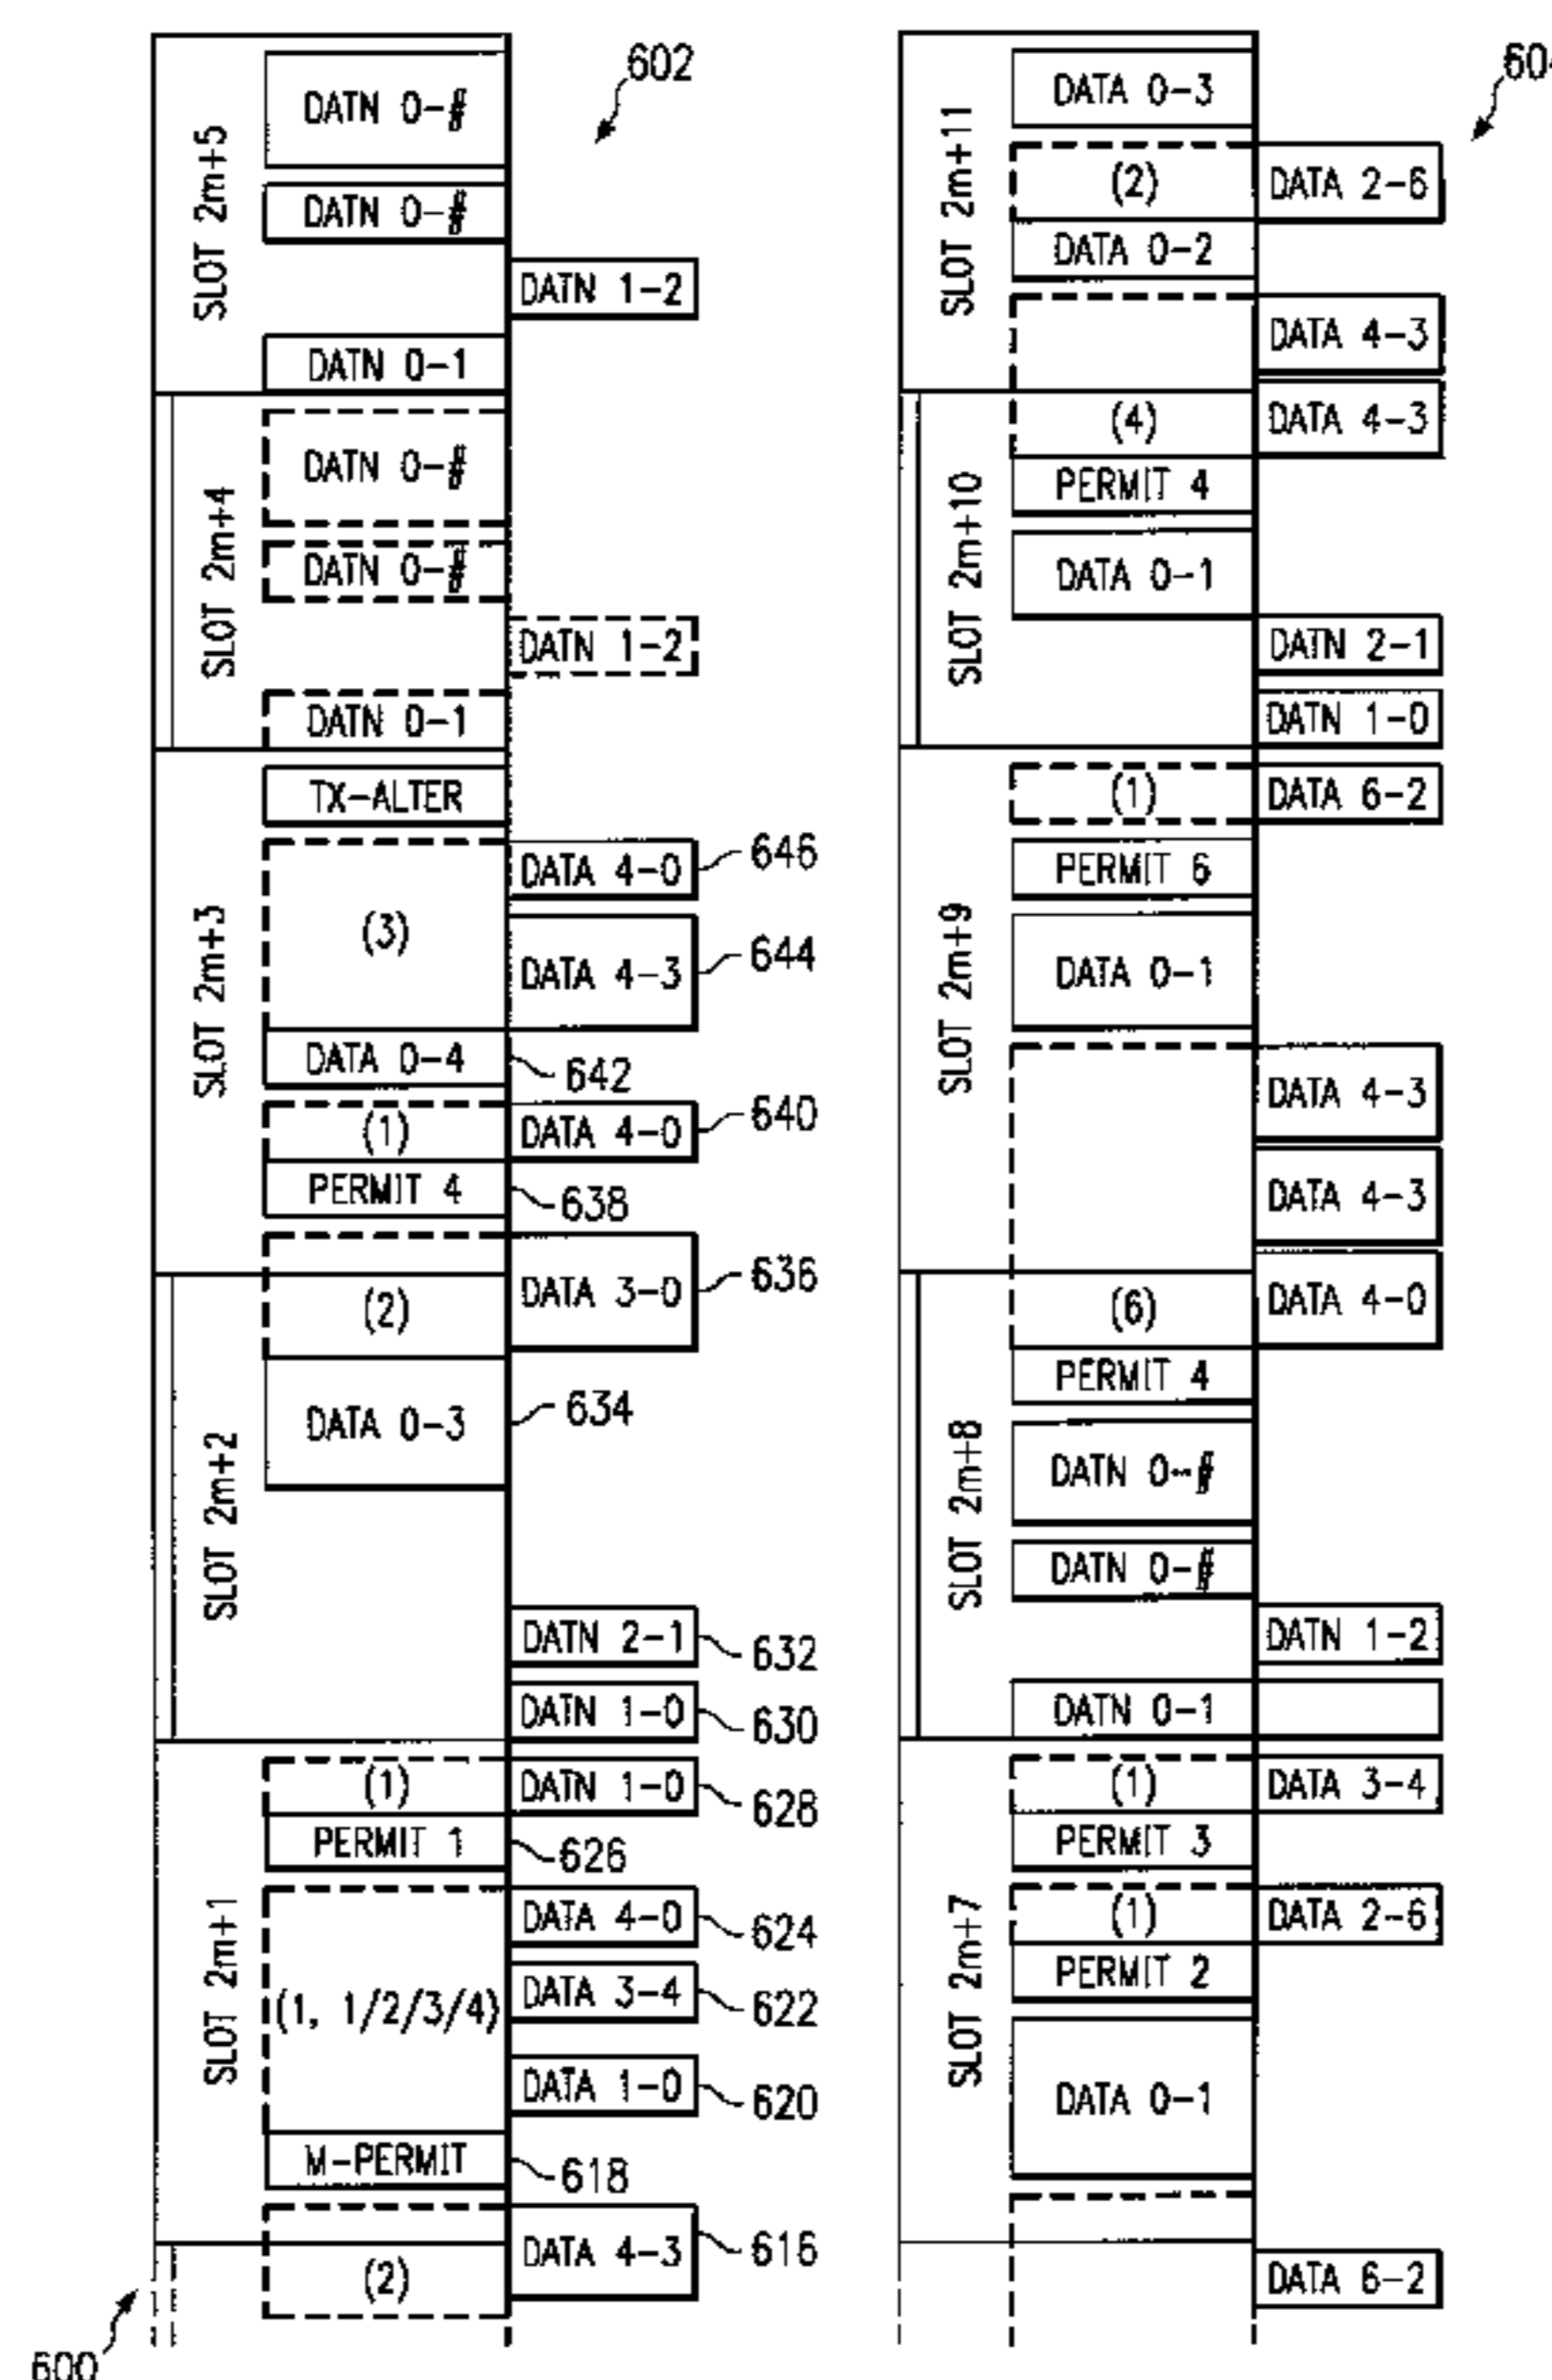 602
SLOT 2m+5
DATN 0-#
DATN 0-#
DATN 1-2
DATN 0-1
SLOT 2m+4
DATN 0-#
DATN 0-#
DATN 1-2
DATN 0-1
SLOT 2m+3
TX-ALTER
DATA 4-0
646
(3)
DATA 4-3
644
DATA 0-4
642
(1)
DATA 4-0
640
PERMIT 4
638
SLOT 2m+2
(2)
DATA 3-0
636
DATA 0-3
634
DATN 2-1
632
DATN 1-0
630
SLOT 2m+1
(1)
DATN 1-0
628
PERMIT 1
626
DATA 4-0
624
(1, 1/2/3/4)
DATA 3-4
622
DATA 1-0
620
M-PERMIT
618
DATA 4-3
616
(2)
600
604
SLOT 2m+11
DATA 0-3
(2)
DATA 2-6
DATA 0-2
DATA 4-3
SLOT 2m+10
(4)
DATA 4-3
PERMIT 4
DATA 0-1
DATN 2-1
DATN 1-0
SLOT 2m+9
(1)
DATA 6-2
PERMIT 6
DATA 0-1
DATA 4-3
DATA 4-3
SLOT 2m+8
(6)
DATA 4-0
PERMIT 4
DATN 0-#
DATN 0-#
DATN 1-2
DATN 0-1
SLOT 2m+7
(1)
DATA 3-4
PERMIT 3
(1)
DATA 2-6
PERMIT 2
DATA 0-1
DATA 6-2